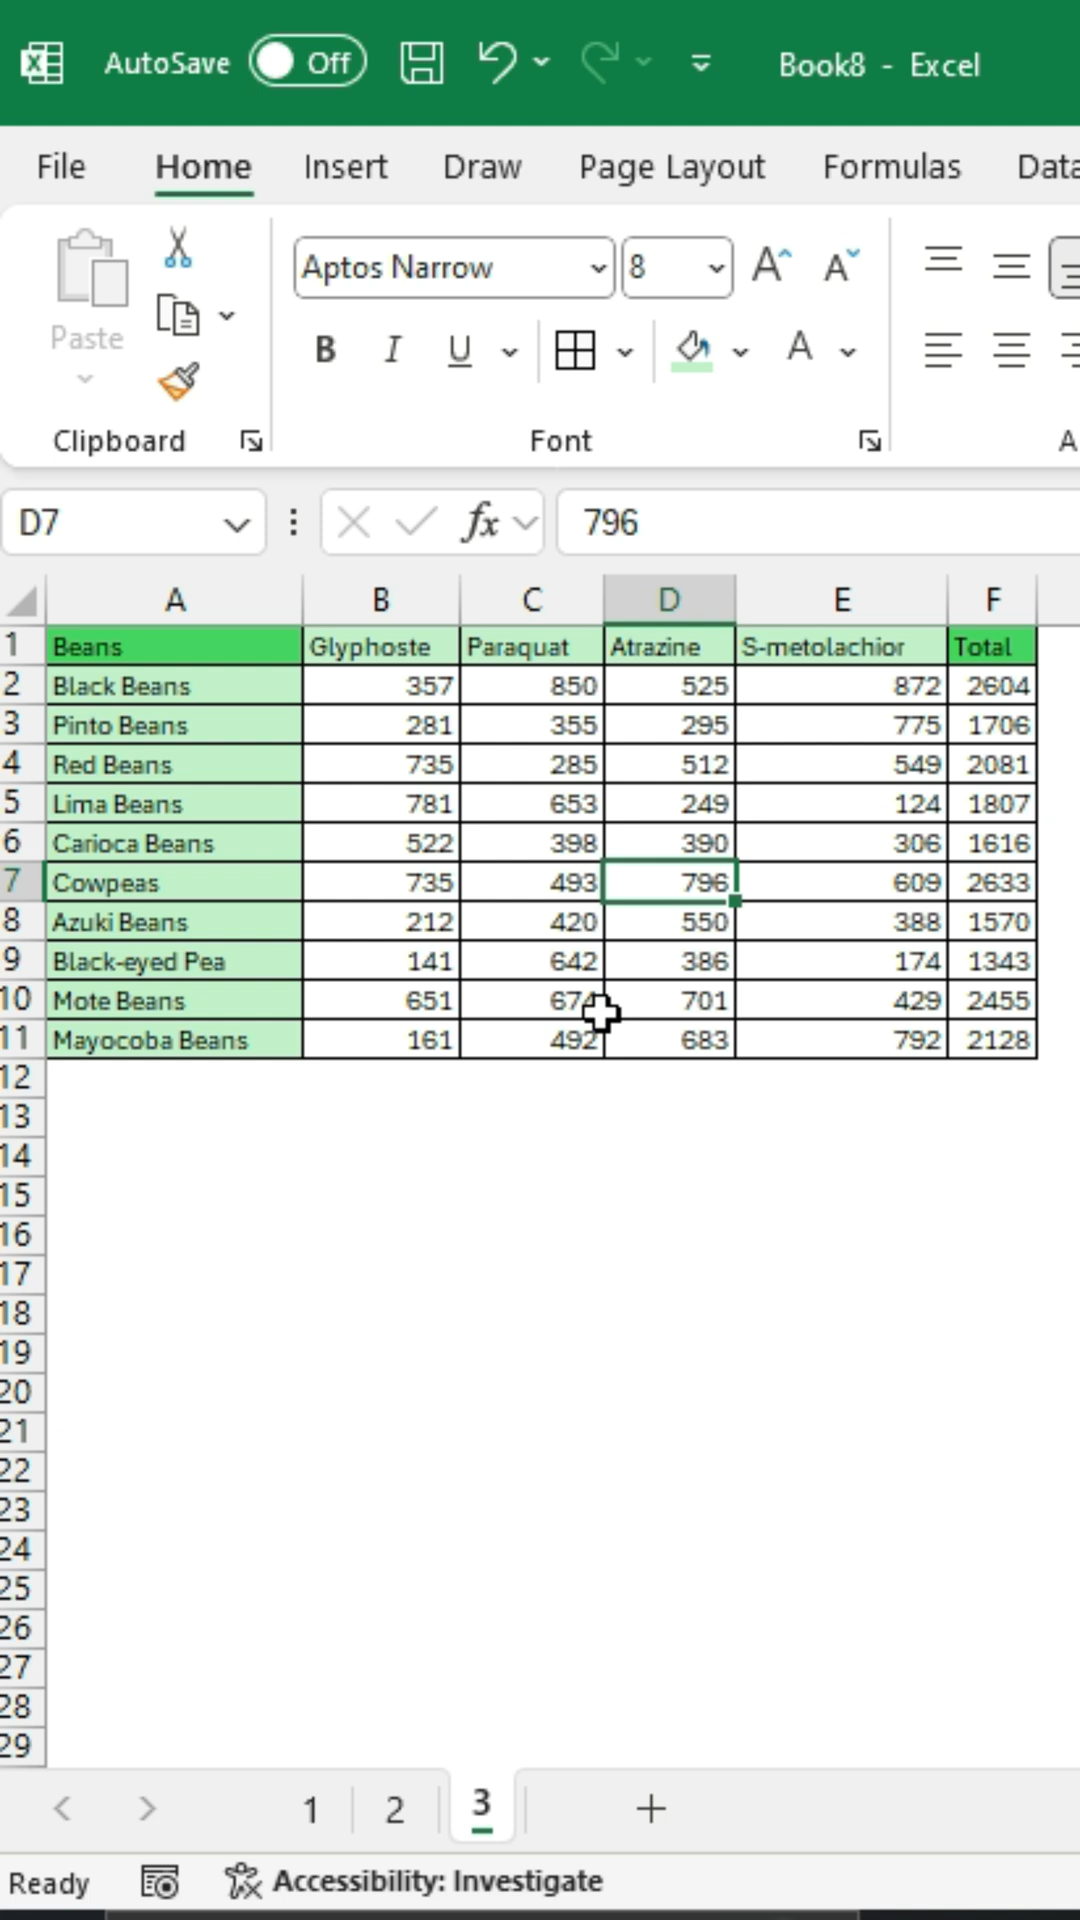 AutoSave Off Book8 - Excel
File Home Insert Draw Page Layout Formulas Data
Paste Aptos Narrow 8 A A
B I U A
Clipboard Font A
D7 fx 796
A B C D E F
1 Beans Glyphoste Paraquat Atrazine S-metolachior Total
2 Black Beans 357 850 525 872 2604
3 Pinto Beans 281 355 295 775 1706
4 Red Beans 735 285 512 549 2081
5 Lima Beans 781 653 249 124 1807
6 Carioca Beans 522 398 390 306 1616
7 Cowpeas 735 493 796 609 2633
8 Azuki Beans 212 420 550 388 1570
9 Black-eyed Pea 141 642 386 174 1343
10 Mote Beans 651 674 701 429 2455
11 Mayocoba Beans 161 492 683 792 2128
12
13
14
15
16
17
18
19
20
21
22
23
24
25
26
27
28
29
1 2 3
Ready Accessibility: Investigate